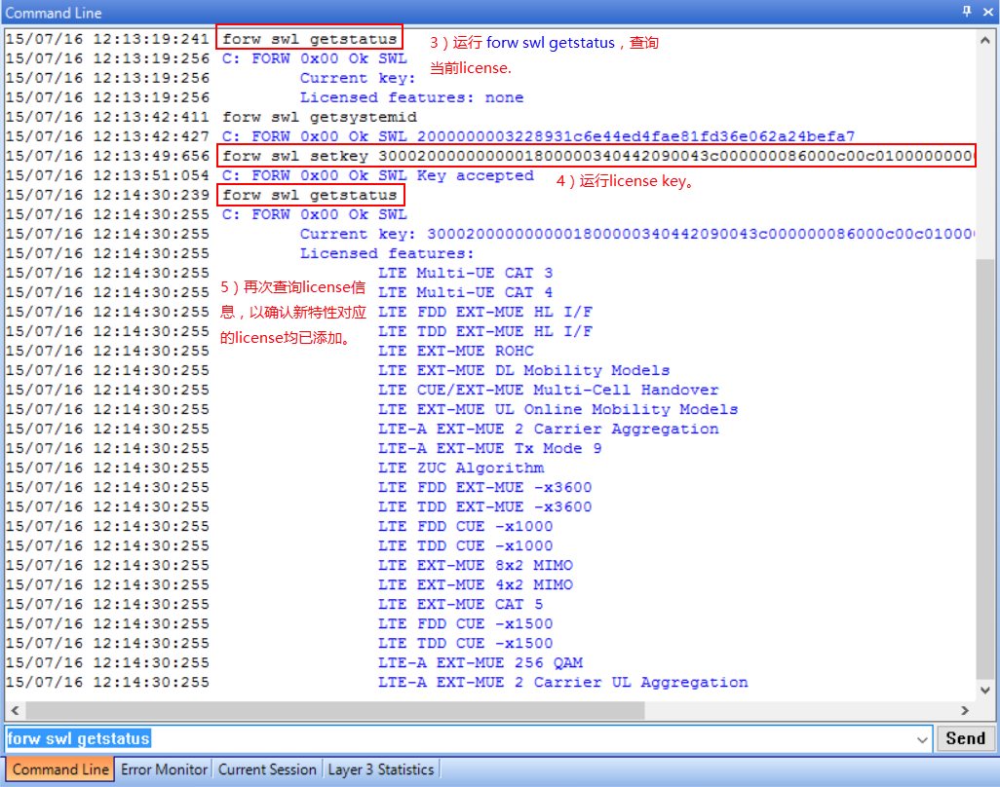 Command Line
15/07/16 12:13:19:241 forw swl getstatus
3）运行 forw swl getstatus，查询
当前license.
15/07/16 12:13:19:256 C: FORW 0x00 Ok SWL
15/07/16 12:13:19:256 Current key:
15/07/16 12:13:19:256 Licensed features: none
15/07/16 12:13:42:411 forw swl getsystemid
15/07/16 12:13:42:427 C: FORW 0x00 Ok SWL 2000000003228931c6e44ed4fae81fd36e062a24befa7
15/07/16 12:13:49:656 forw swl setkey 3000200000000001800000340442090043c000000086000c00c0100000000
15/07/16 12:13:51:054 C: FORW 0x00 Ok SWL Key accepted
4）运行license key。
15/07/16 12:14:30:239 forw swl getstatus
15/07/16 12:14:30:255 C: FORW 0x00 Ok SWL
15/07/16 12:14:30:255 Current key: 3000200000000001800000340442090043c000000086000c00c0100
15/07/16 12:14:30:255 Licensed features:
5）再次查询license信
息，以确认新特性对应
的license均已添加。
15/07/16 12:14:30:255 LTE Multi-UE CAT 3
15/07/16 12:14:30:255 LTE Multi-UE CAT 4
15/07/16 12:14:30:255 LTE FDD EXT-MUE HL I/F
15/07/16 12:14:30:255 LTE TDD EXT-MUE HL I/F
15/07/16 12:14:30:255 LTE EXT-MUE ROHC
15/07/16 12:14:30:255 LTE EXT-MUE DL Mobility Models
15/07/16 12:14:30:255 LTE CUE/EXT-MUE Multi-Cell Handover
15/07/16 12:14:30:255 LTE EXT-MUE UL Online Mobility Models
15/07/16 12:14:30:255 LTE-A EXT-MUE 2 Carrier Aggregation
15/07/16 12:14:30:255 LTE-A EXT-MUE Tx Mode 9
15/07/16 12:14:30:255 LTE ZUC Algorithm
15/07/16 12:14:30:255 LTE FDD EXT-MUE -x3600
15/07/16 12:14:30:255 LTE TDD EXT-MUE -x3600
15/07/16 12:14:30:255 LTE FDD CUE -x1000
15/07/16 12:14:30:255 LTE TDD CUE -x1000
15/07/16 12:14:30:255 LTE EXT-MUE 8x2 MIMO
15/07/16 12:14:30:255 LTE EXT-MUE 4x2 MIMO
15/07/16 12:14:30:255 LTE EXT-MUE CAT 5
15/07/16 12:14:30:255 LTE FDD CUE -x1500
15/07/16 12:14:30:255 LTE TDD CUE -x1500
15/07/16 12:14:30:255 LTE-A EXT-MUE 256 QAM
15/07/16 12:14:30:255 LTE-A EXT-MUE 2 Carrier UL Aggregation
forw swl getstatus
Send
Command Line Error Monitor Current Session Layer 3 Statistics